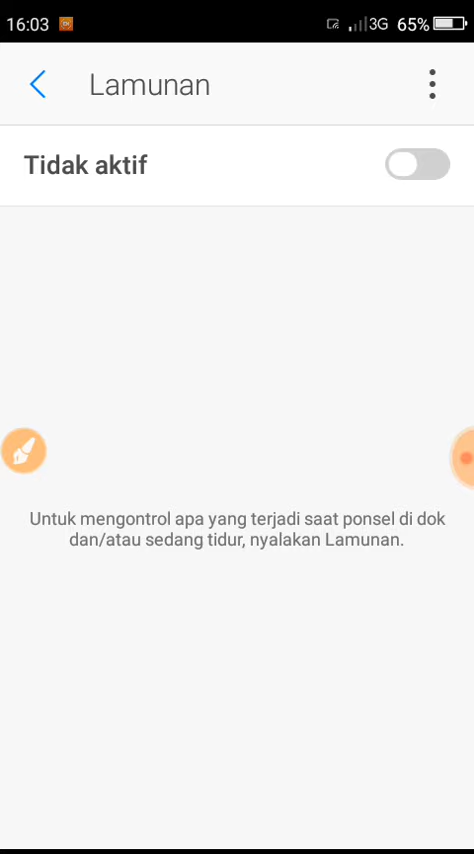 16:03 3G 65%
Lamunan
Tidak aktif
Untuk mengontrol apa yang terjadi saat ponsel di dok
dan/atau sedang tidur, nyalakan Lamunan.